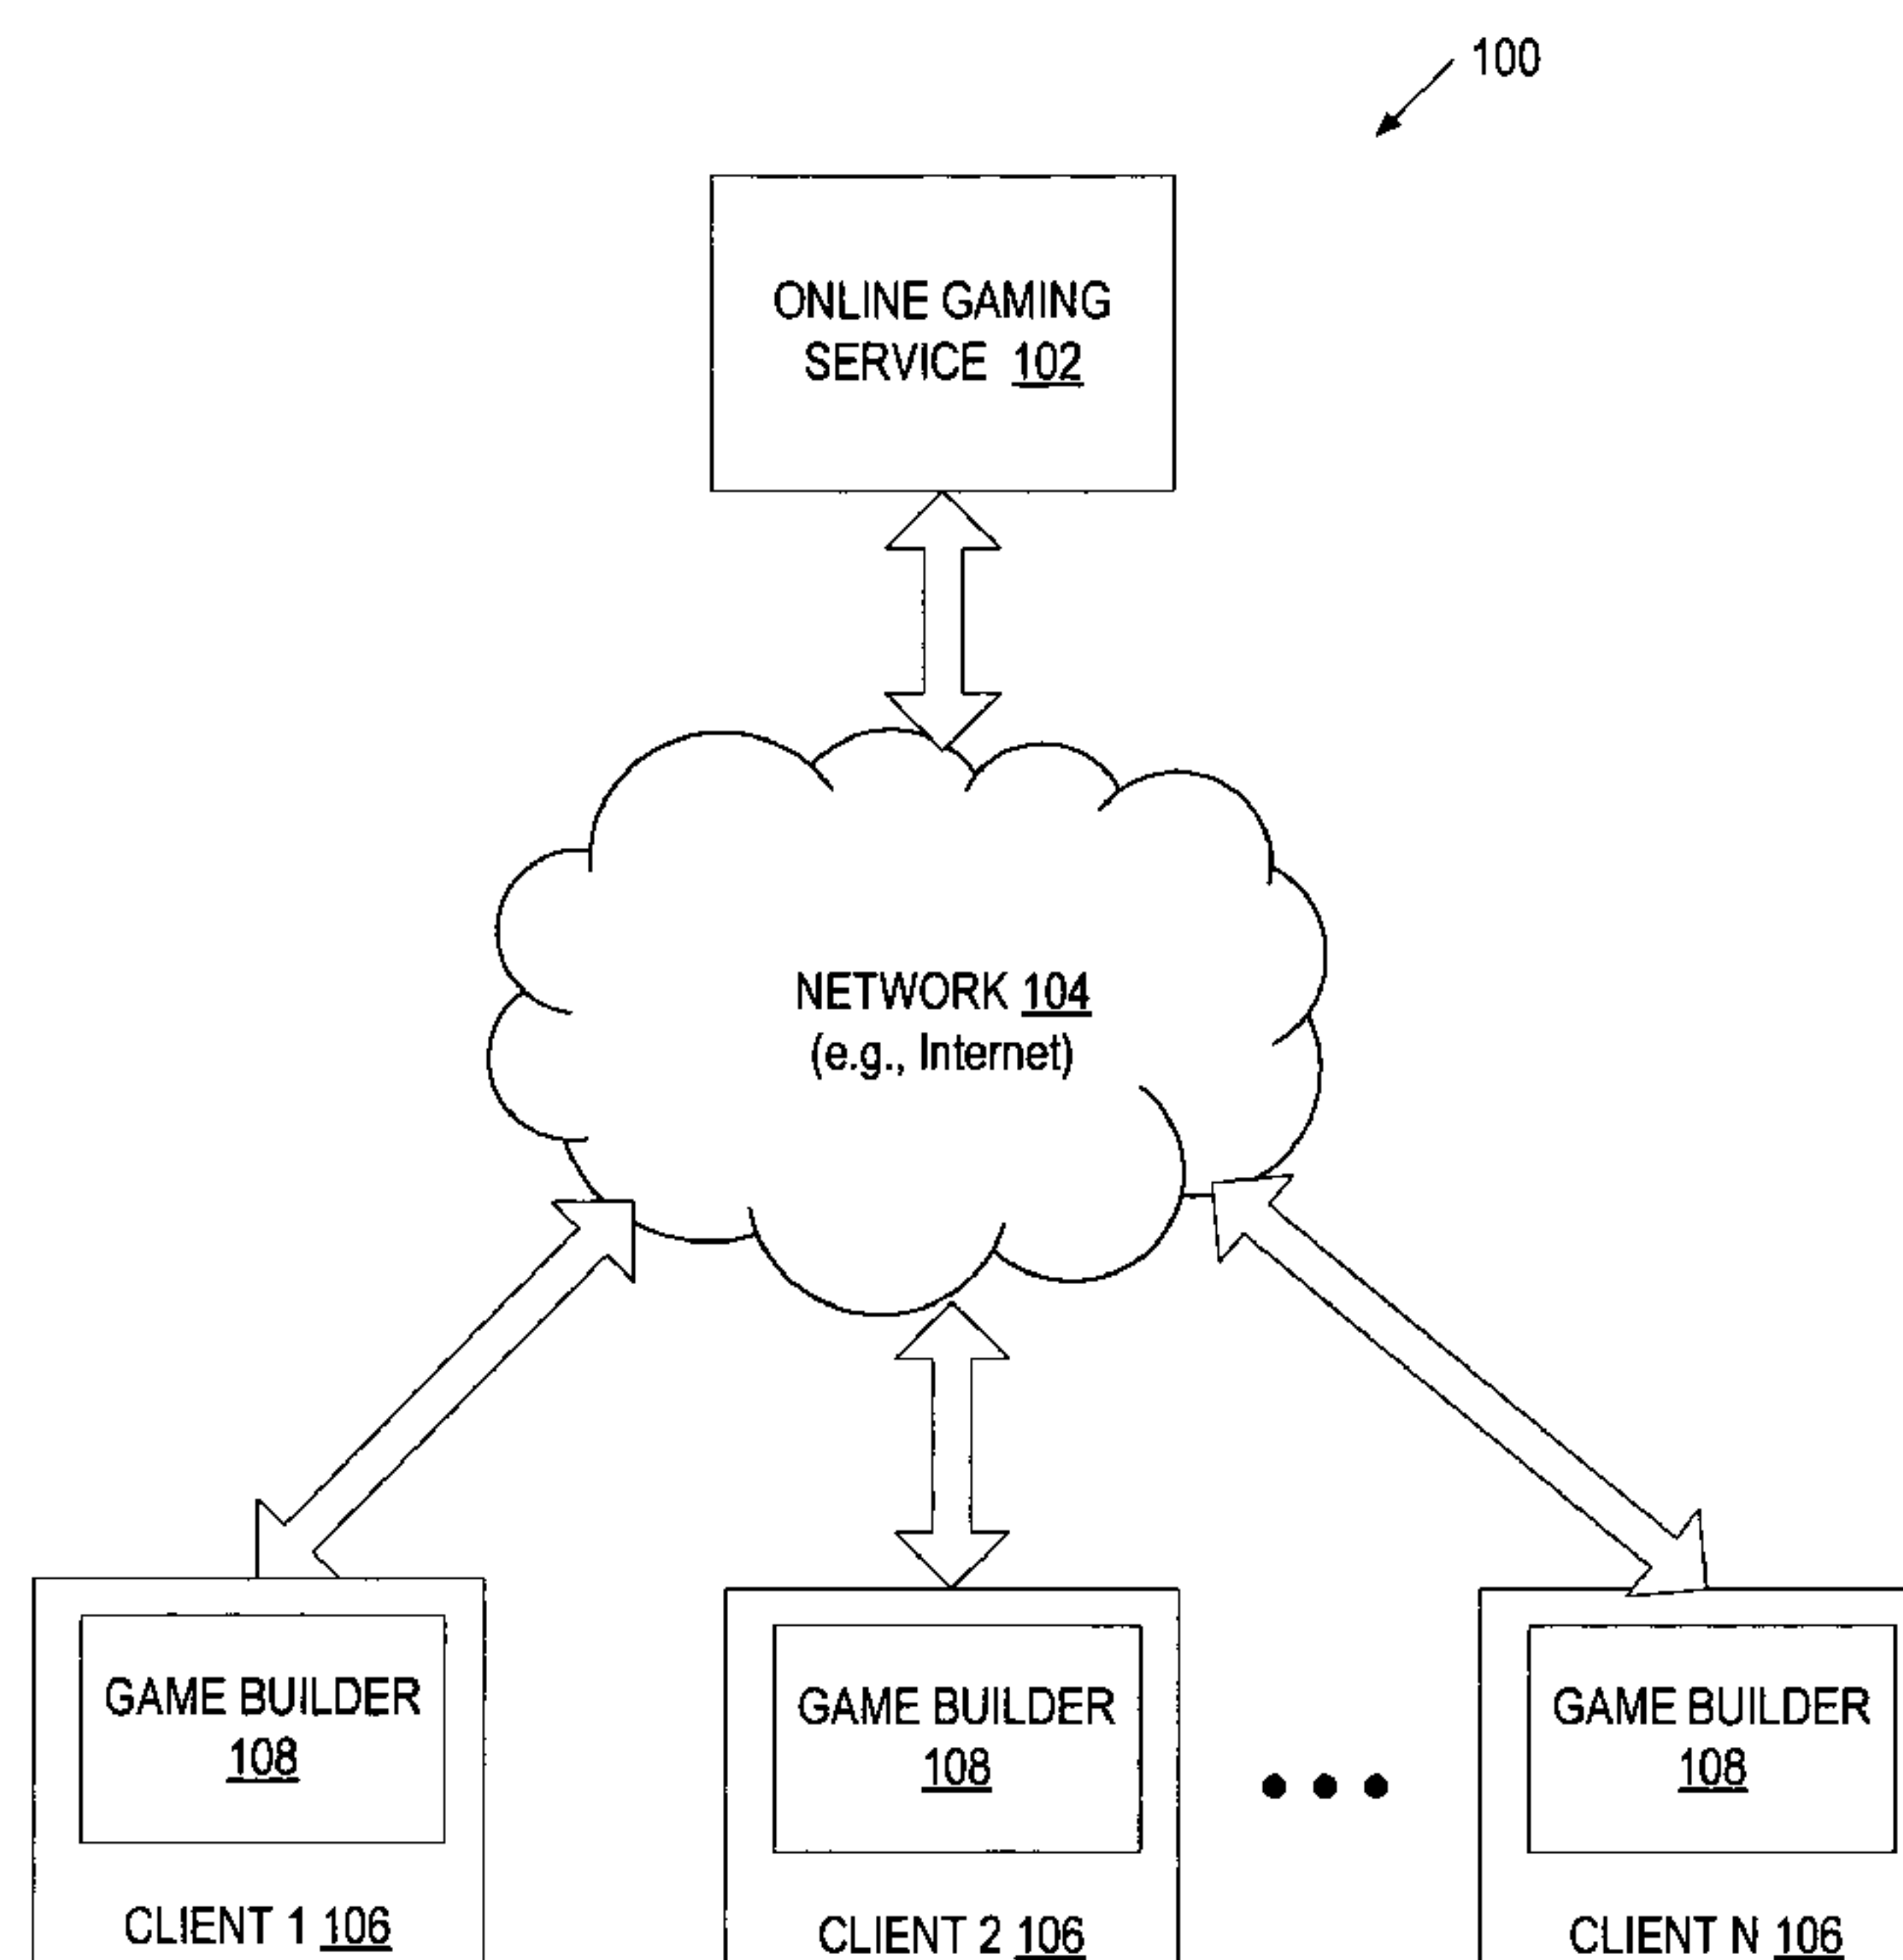 100
ONLINE GAMING
SERVICE 102
NETWORK 104
(e.g., Internet)
GAME BUILDER
108
CLIENT 1 106
GAME BUILDER
108
CLIENT 2 106
GAME BUILDER
108
CLIENT N 106